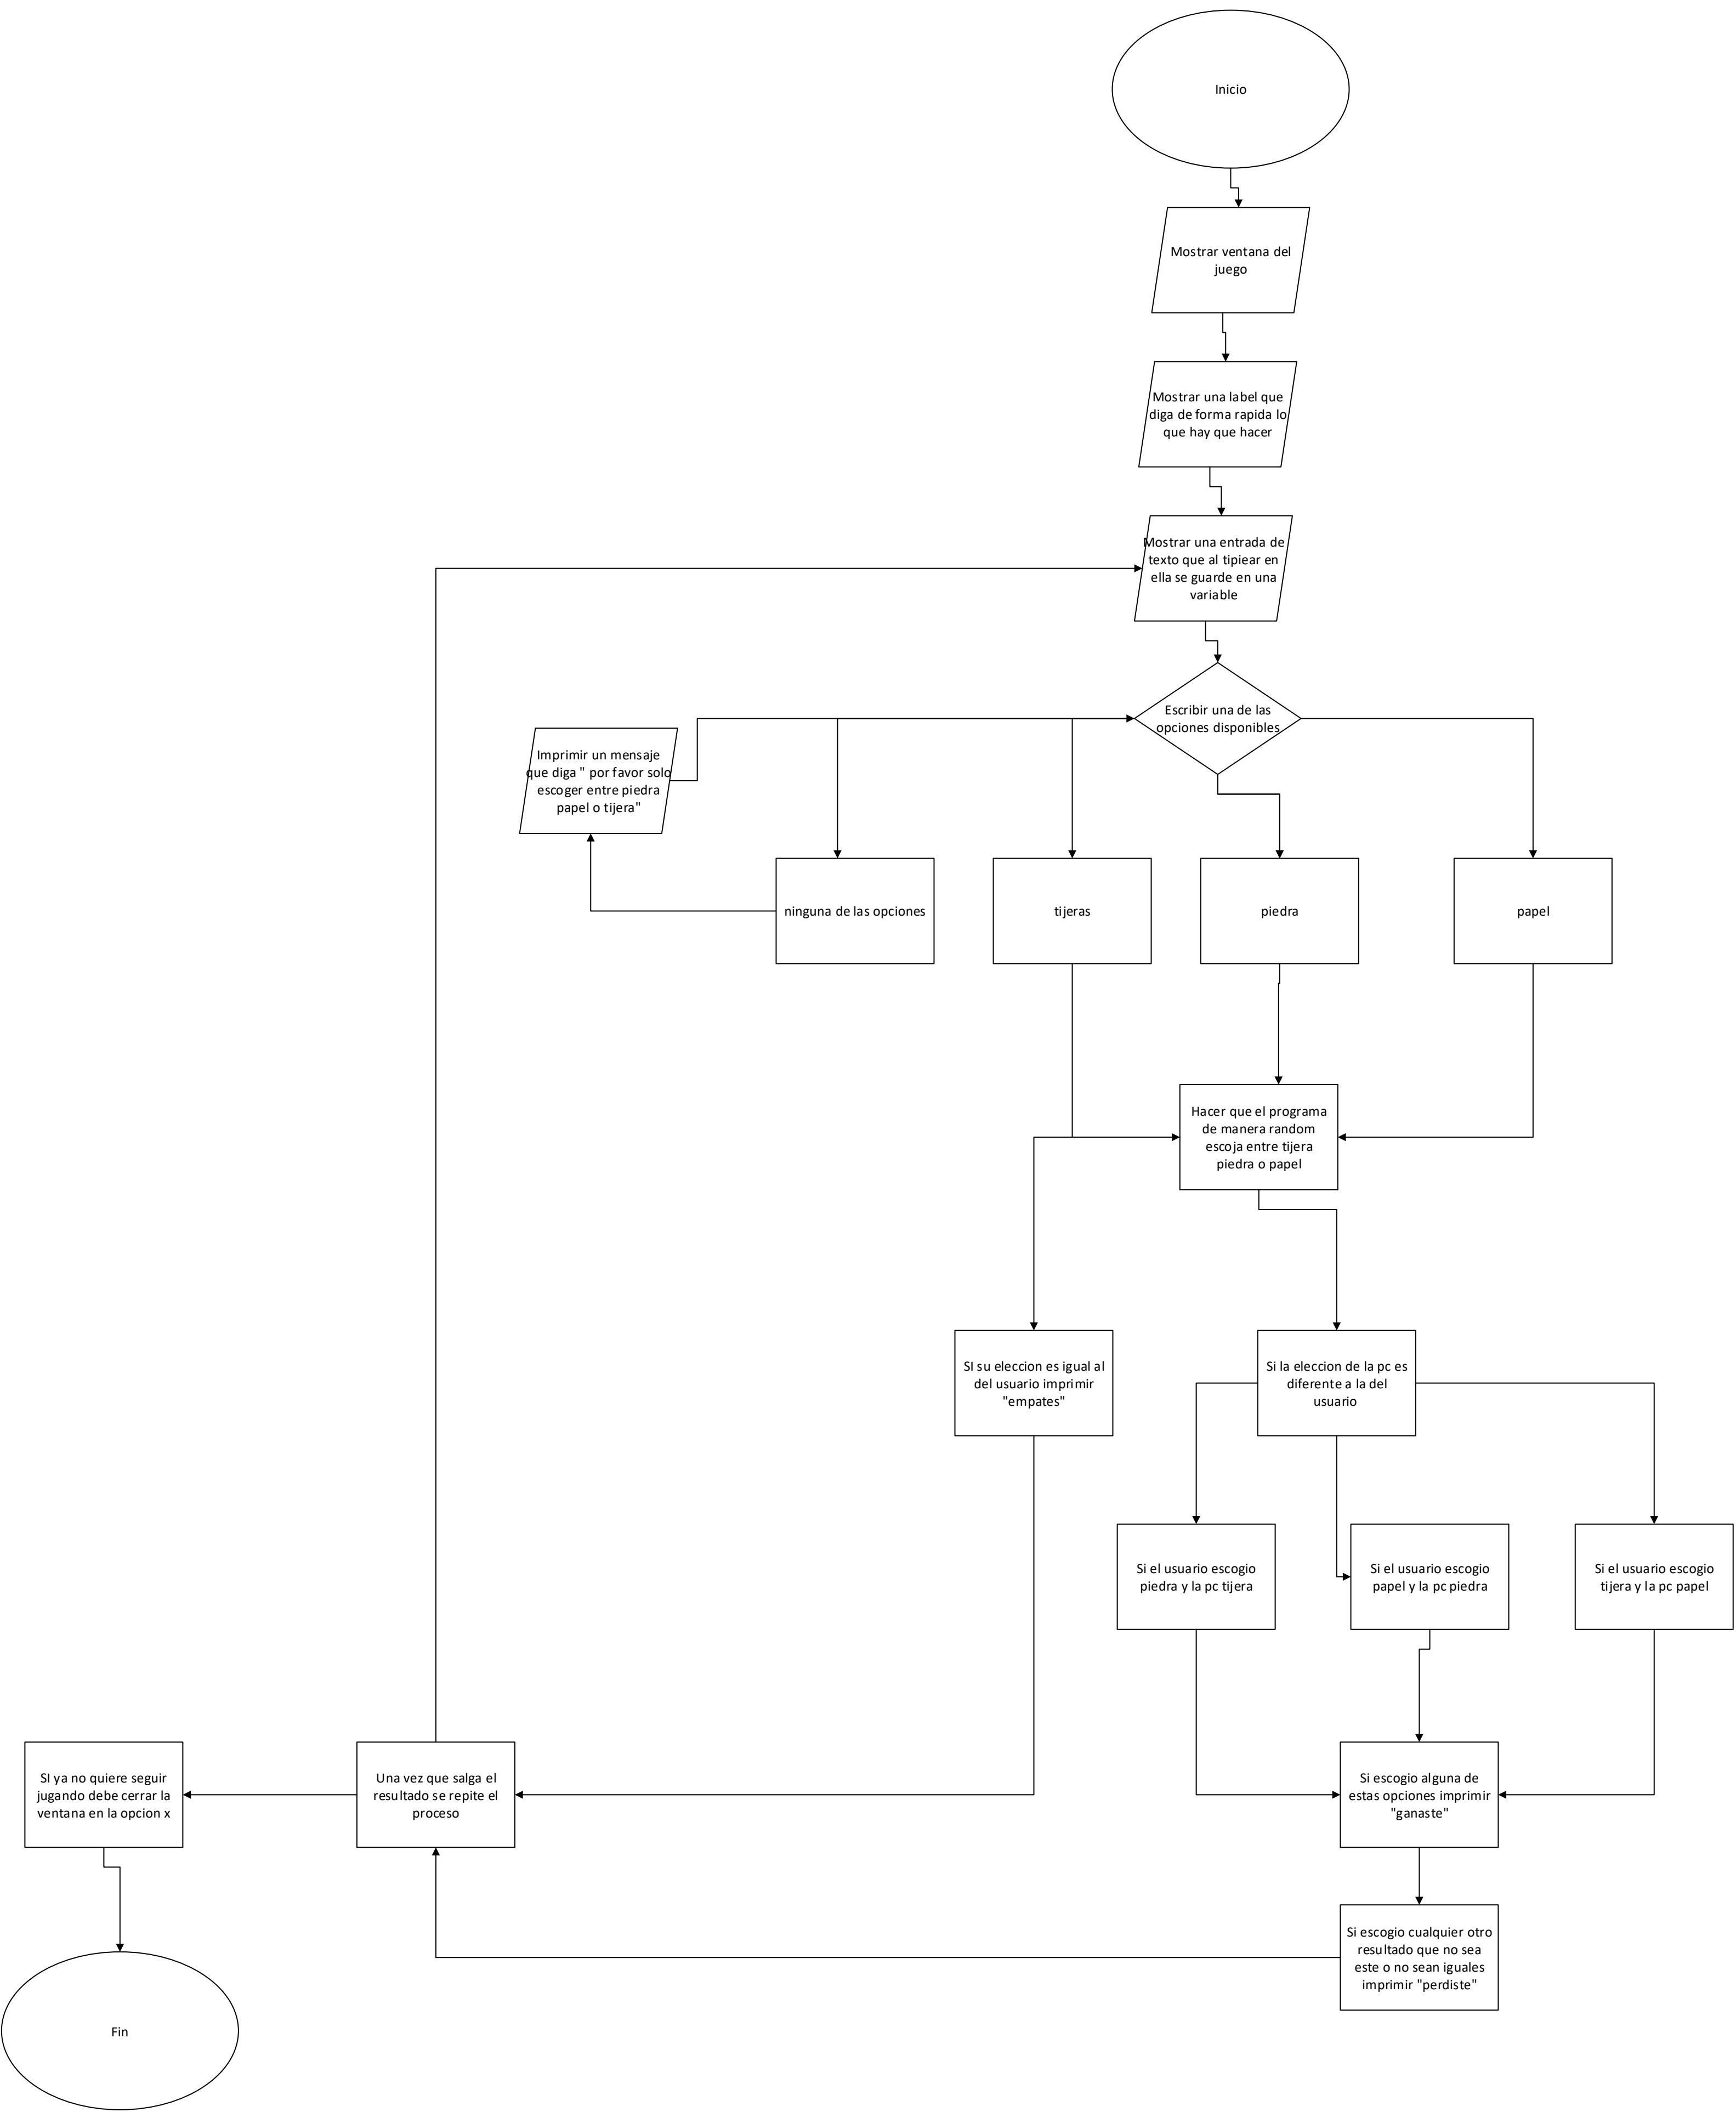 Inicio
Mostrar ventana del
juego
Mostrar una label que
diga de forma rapida lo
que hay que hacer
Mostrar una entrada de
texto que al tipiear en
ella se guarde en una
variable
Escribir una de las
opciones disponibles
Imprimir un mensaje
que diga " por favor solo
escoger entre piedra
papel o tijera"
ninguna de las opciones
tijeras
piedra
papel
Hacer que el programa
de manera random
escoja entre tijera
piedra o papel
SI su eleccion es igual al
del usuario imprimir
"empates"
Si la eleccion de la pc es
diferente a la del
usuario
Si el usuario escogio
piedra y la pc tijera
Si el usuario escogio
papel y la pc piedra
Si el usuario escogio
tijera y la pc papel
SI ya no quiere seguir
jugando debe cerrar la
ventana en la opcion x
Una vez que salga el
resultado se repite el
proceso
Si escogio alguna de
estas opciones imprimir
"ganaste"
Si escogio cualquier otro
resultado que no sea
este o no sean iguales
imprimir "perdiste"
Fin